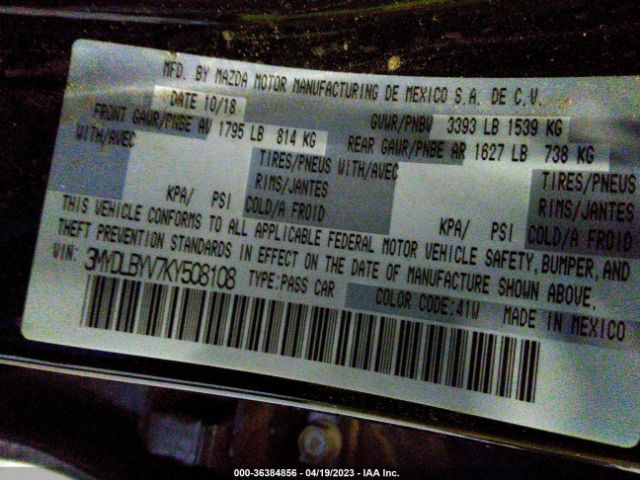 MFD. BY MAZDA MOTOR MANUFACTURING DE MEXICO S.A. DE C.V.
DATE 10/18 GVWR/PNBV 3393 LB 1539 KG
FRONT GAWR/PNBE AV 1795 LB 814 KG REAR GAWR/PNBE AR 1627 LB 738 KG
WITH/AVEC TIRES/PNEUS WITH/AVEC TIRES/PNEUS
RIMS/JANTES RIMS/JANTES
KPA/ PSI COLD/A FROID KPA/ PSI COLD/A FROID
THIS VEHICLE CONFORMS TO ALL APPLICABLE FEDERAL MOTOR VEHICLE SAFETY, BUMPER, AND
THEFT PREVENTION STANDARDS IN EFFECT ON THE DATE OF MANUFACTURE SHOWN ABOVE.
VIN: 3MYDLBYV7KY508108 TYPE:PASS CAR COLOR CODE:41W MADE IN MEXICO
000-36384856 - 04/19/2023 - IAA Inc.